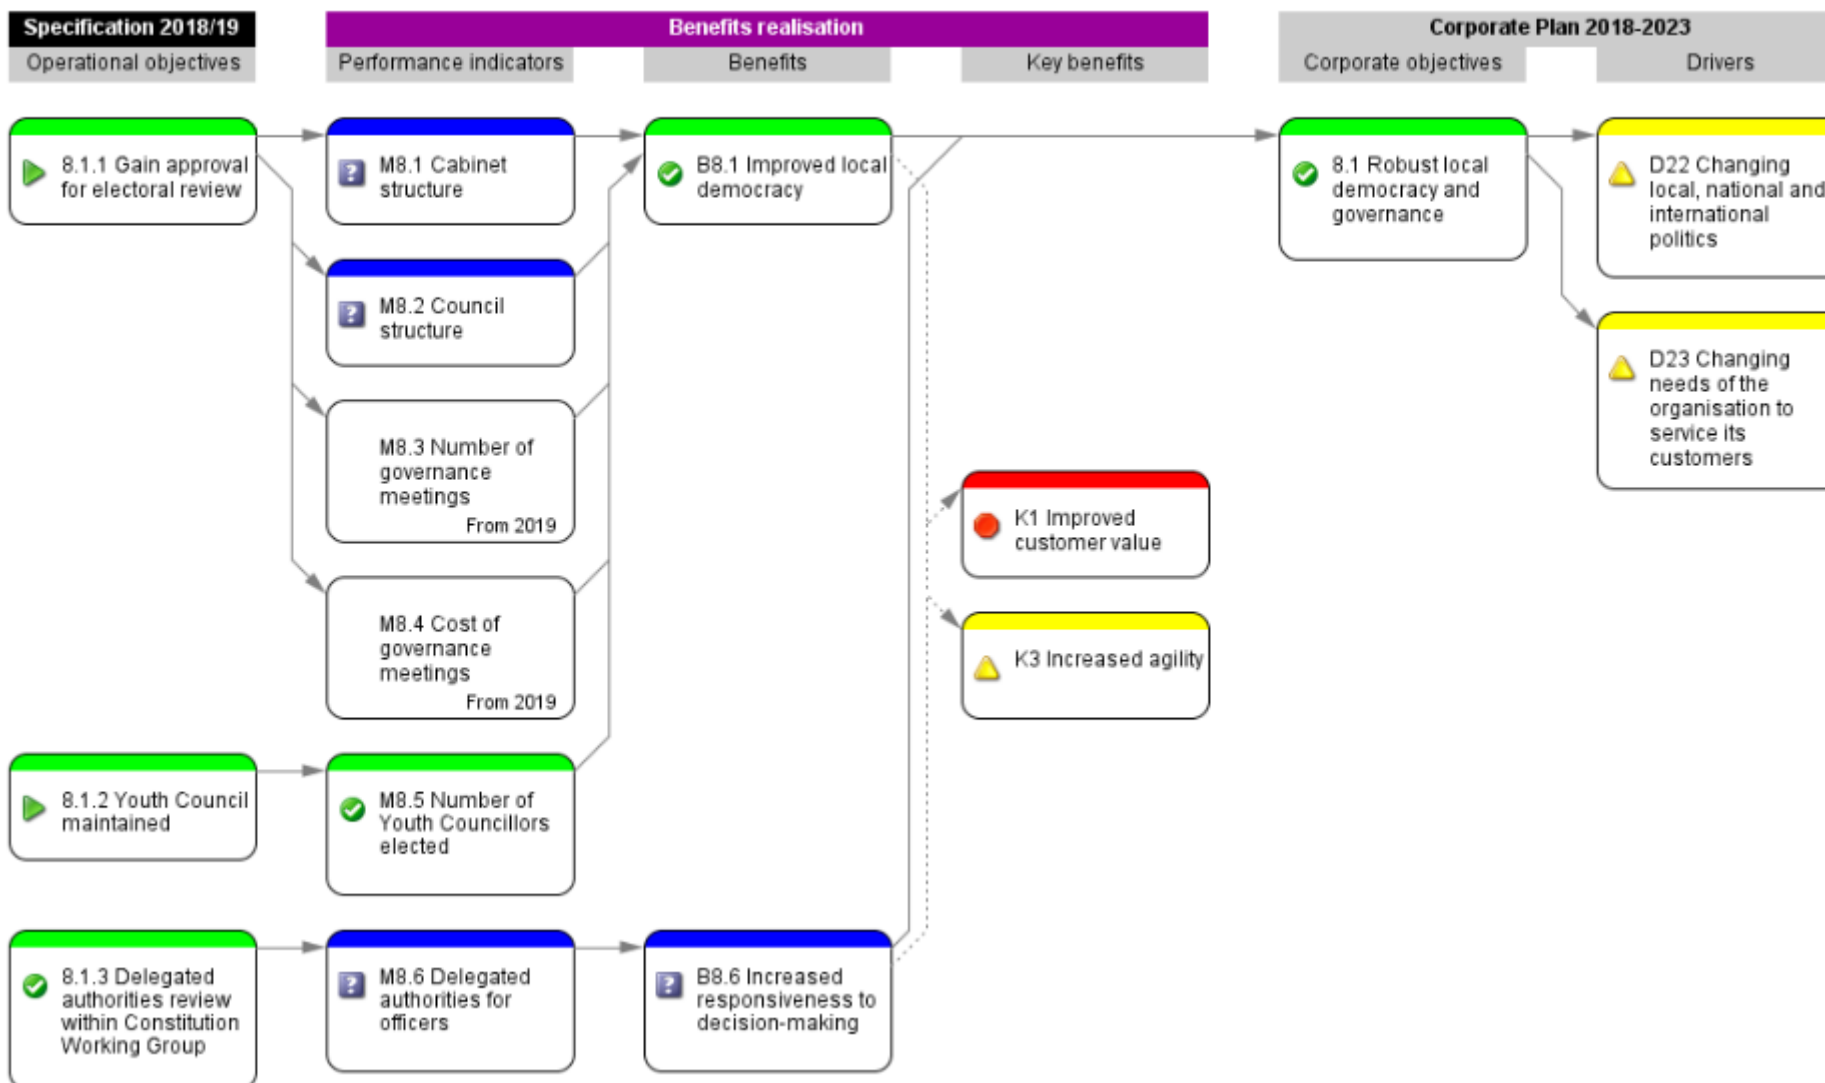 Specification 2018/19
Benefits realisation
Corporate Plan 2018-2023
Operational objectives
Performance indicators
Benefits
Key benefits
Corporate objectives
Drivers
8.1.1 Gain approval
for electoral review
M8.1 Cabinet
structure
B8.1 Improved local
democracy
8.1 Robust local
democracy and
governance
D22 Changing
local, national and
international
politics
M8.2 Council
structure
D23 Changing
needs of the
organisation to
service its
customers
M8.3 Number of
governance
meetings
From 2019
K1 Improved
customer value
M8.4 Cost of
governance
meetings
From 2019
K3 Increased agility
8.1.2 Youth Council
maintained
M8.5 Number of
Youth Councillors
elected
8.1.3 Delegated
authorities review
within Constitution
Working Group
M8.6 Delegated
authorities for
officers
B8.6 Increased
responsiveness to
decision-making